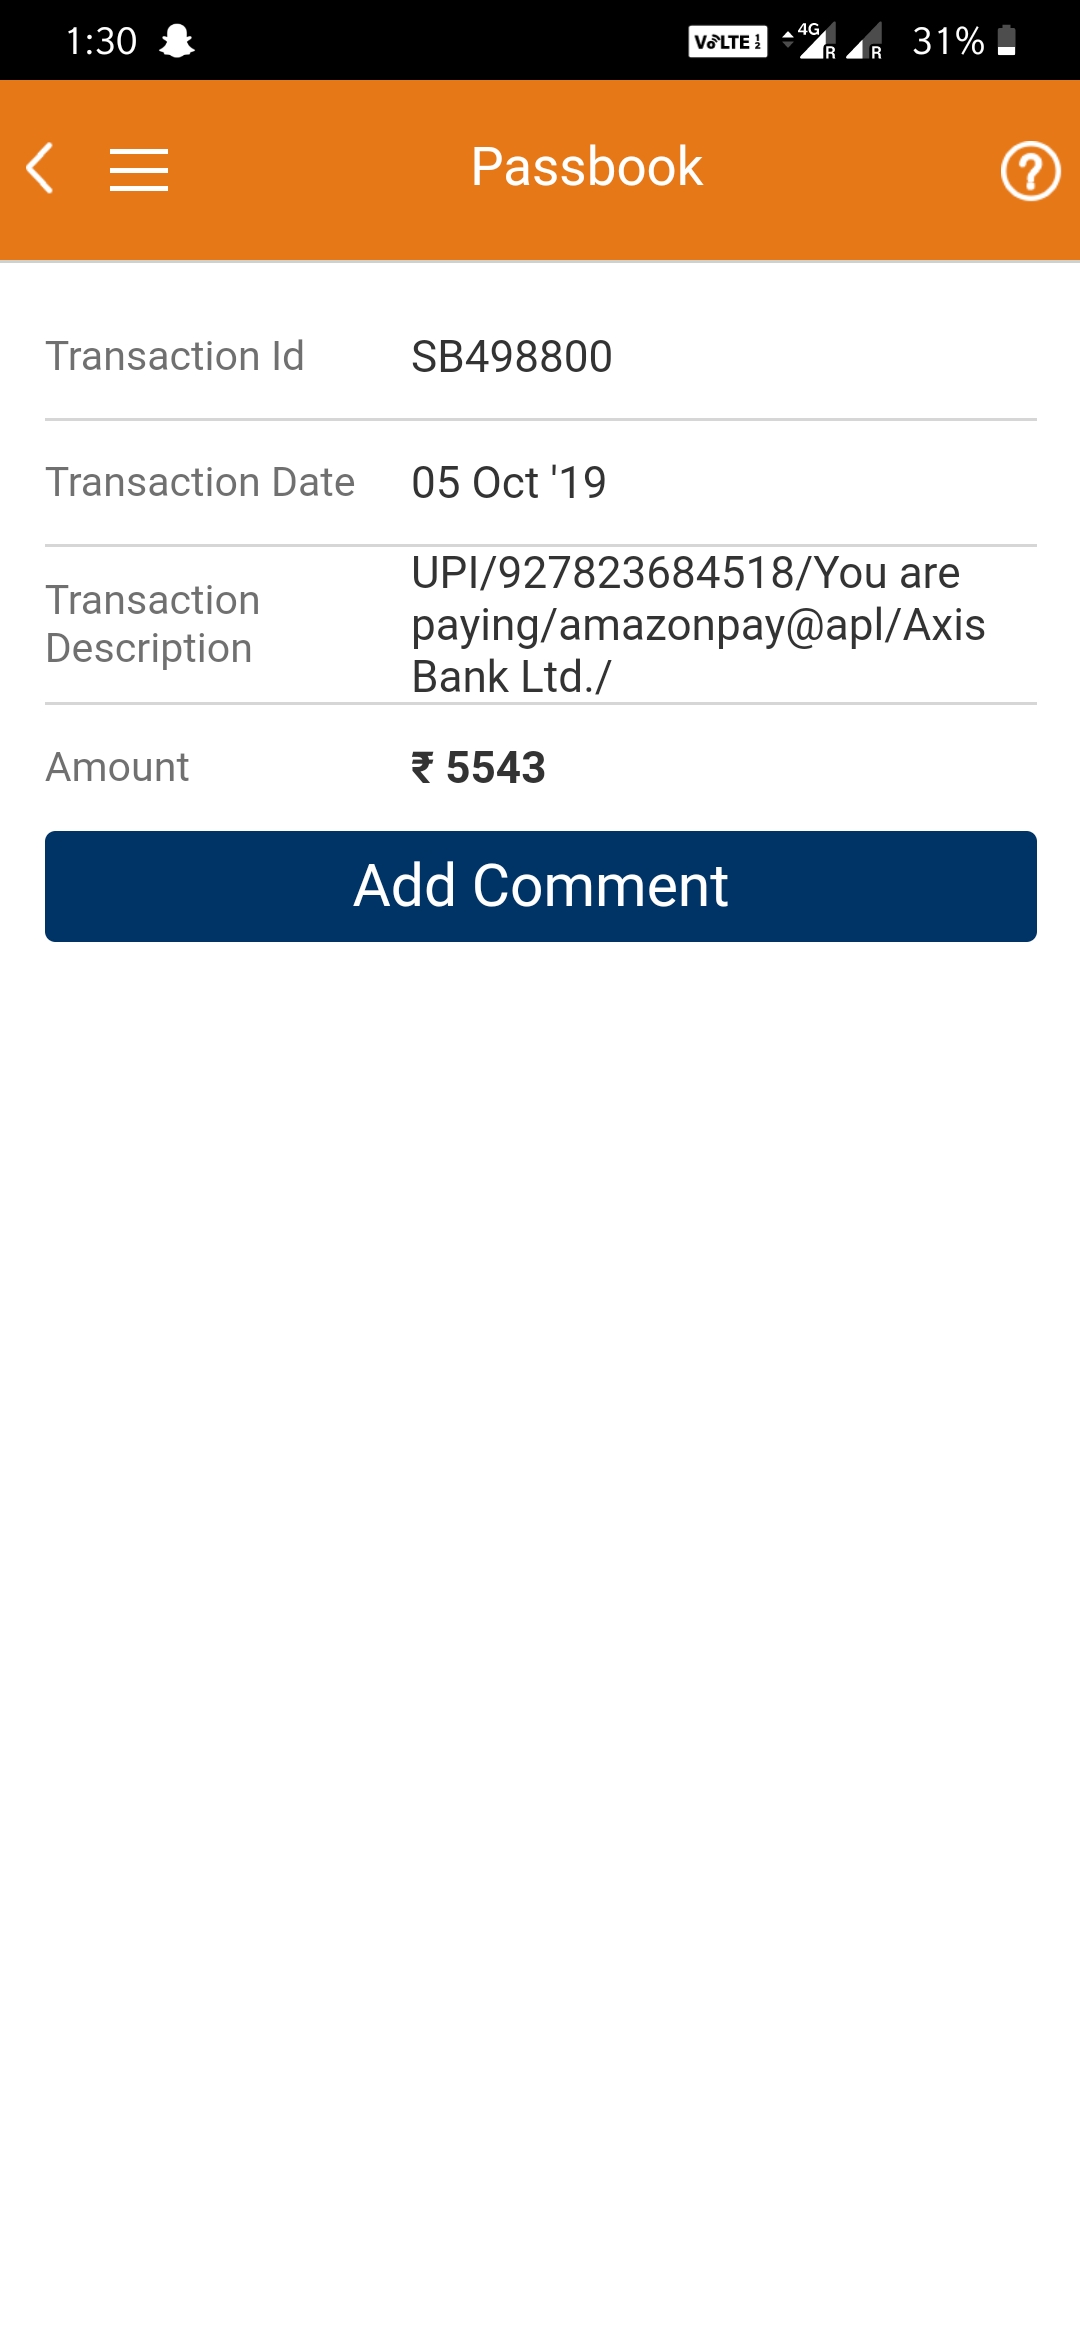 1:30 VoLTE 4G R R 31%
Passbook
Transaction Id SB498800
Transaction Date 05 Oct '19
Transaction
Description
UPI/927823684518/You are
paying/amazonpay@apl/Axis
Bank Ltd./
Amount ₹ 5543
Add Comment